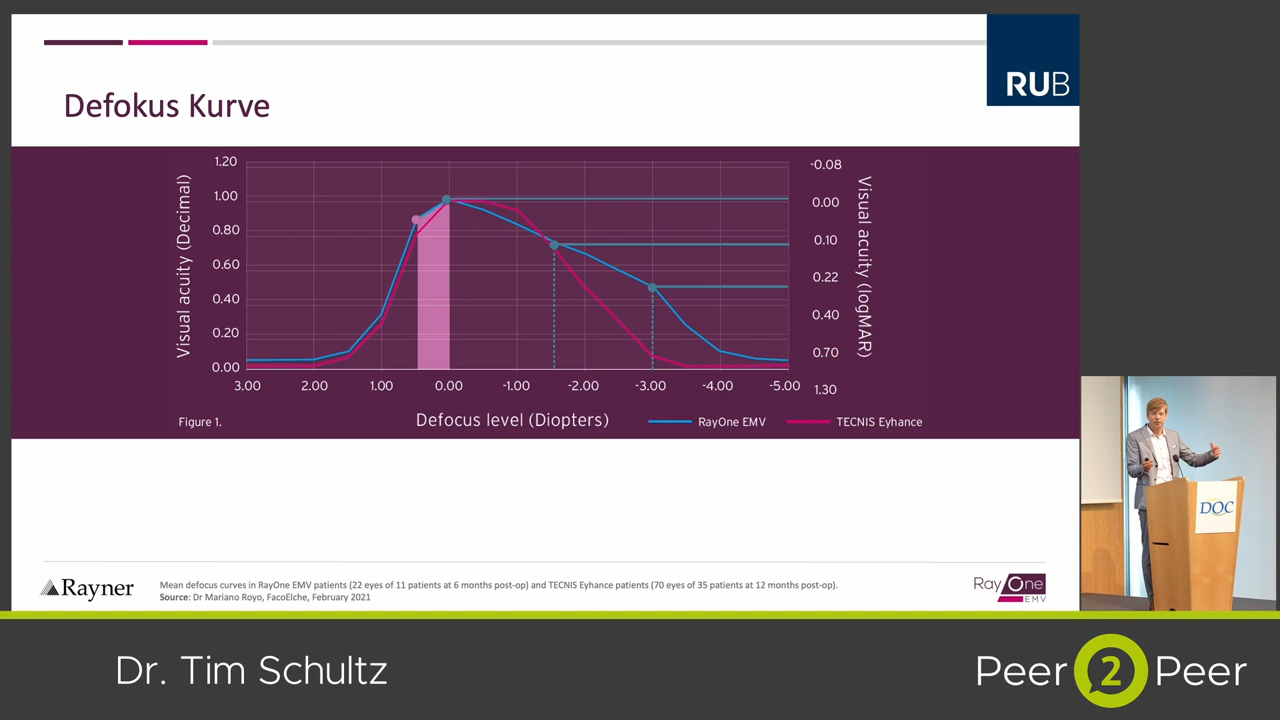 RUB
Defokus Kurve
Visual acuity (Decimal)
1.20
1.00
0.80
0.60
0.40
0.20
0.00
3.00 2.00 1.00 0.00 -1.00 -2.00 -3.00 -4.00 -5.00
-0.08
0.00
0.10
0.22
0.40
0.70
1.30
Visual acuity (logMAR)
Figure 1.
Defocus level (Diopters)
RayOne EMV
TECNIS Eyhance
Rayner
Mean defocus curves in RayOne EMV patients (22 eyes of 11 patients at 6 months post-op) and TECNIS Eyhance patients (70 eyes of 35 patients at 12 months post-op).
Source: Dr Mariano Royo, FacoElche, February 2021
RayOne
EMV
DOC
Dr. Tim Schultz
Peer 2 Peer